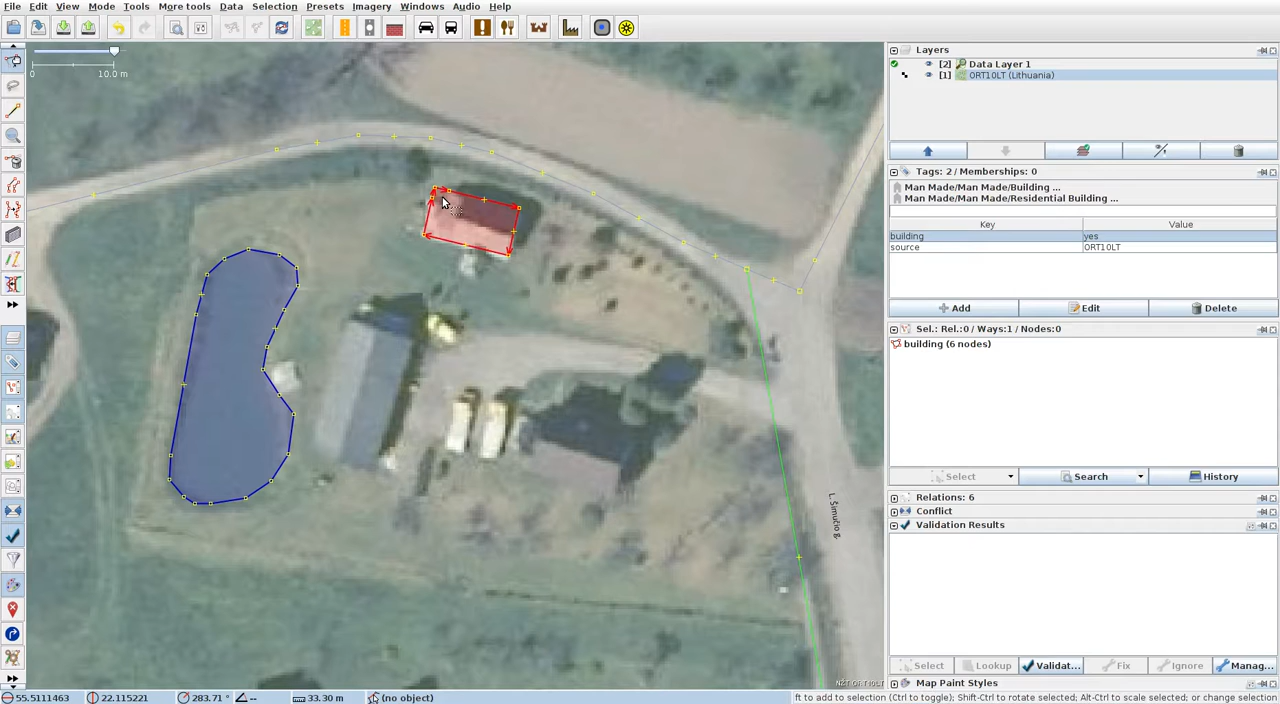 File Edit View Mode Tools More tools Data Selection Presets Imagery Windows Audio Help
0 10.0 m
Layers
[2] Data Layer 1
[1] ORT10LT (Lithuania)
Tags: 2 / Memberships: 0
Man Made/Man Made/Building ...
Man Made/Man Made/Residential Building ...
Key Value
building yes
source ORT10LT
Add Edit Delete
Sel.: Rel.:0 / Ways:1 / Nodes:0
building (6 nodes)
Select Search History
Relations: 6
Conflict
Validation Results
L. Šimučio g.
Select Lookup Validat... Fix Ignore Manag...
Map Paint Styles
NŽT ORT10LT
55.5111463 22.115221 283.71 ° -- 33.30 m (no object) ft to add to selection (Ctrl to toggle); Shift-Ctrl to rotate selected; Alt-Ctrl to scale selected; or change selection